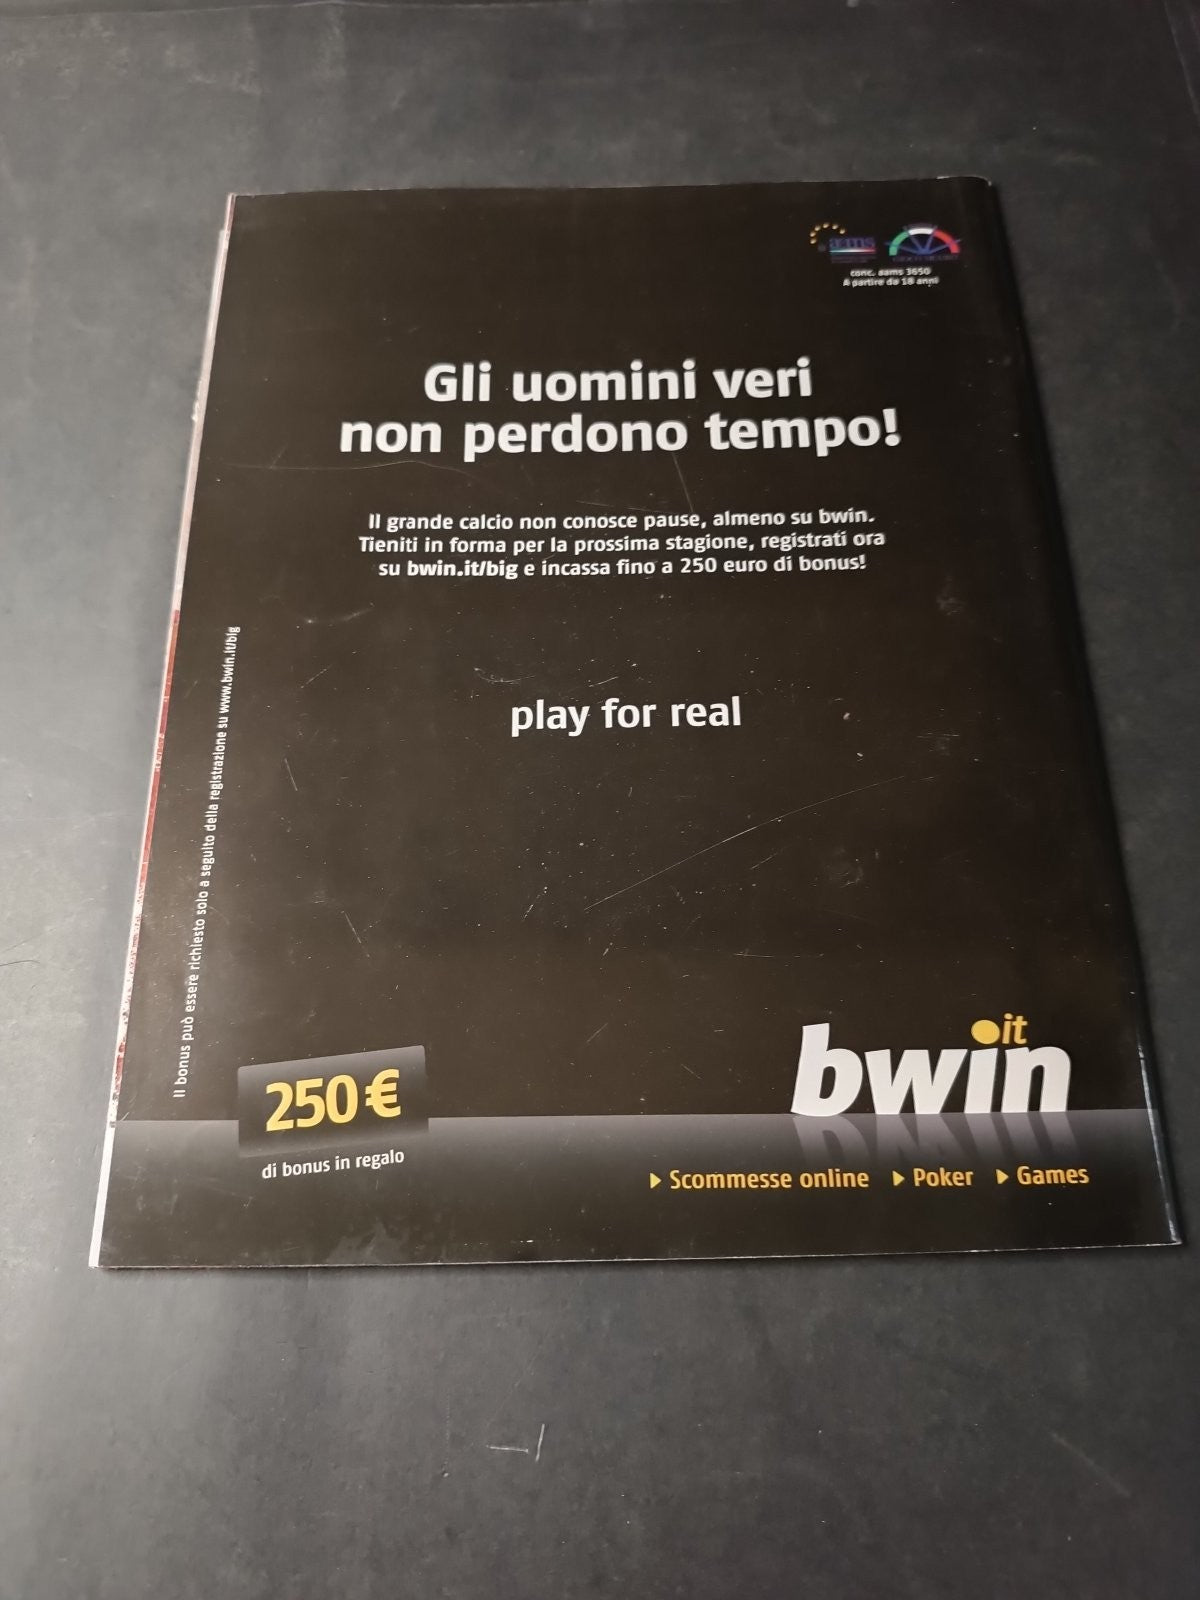 aams
conc. aams 3650
A partire da 18 anni
Gli uomini veri
non perdono tempo!
Il grande calcio non conosce pause, almeno su bwin.
Tieniti in forma per la prossima stagione, registrati ora
su bwin.it/big e incassa fino a 250 euro di bonus!
play for real
Il bonus può essere richiesto solo a seguito della registrazione su www.bwin.it/big
250€
di bonus in regalo
bwin it
Scommesse online Poker Games